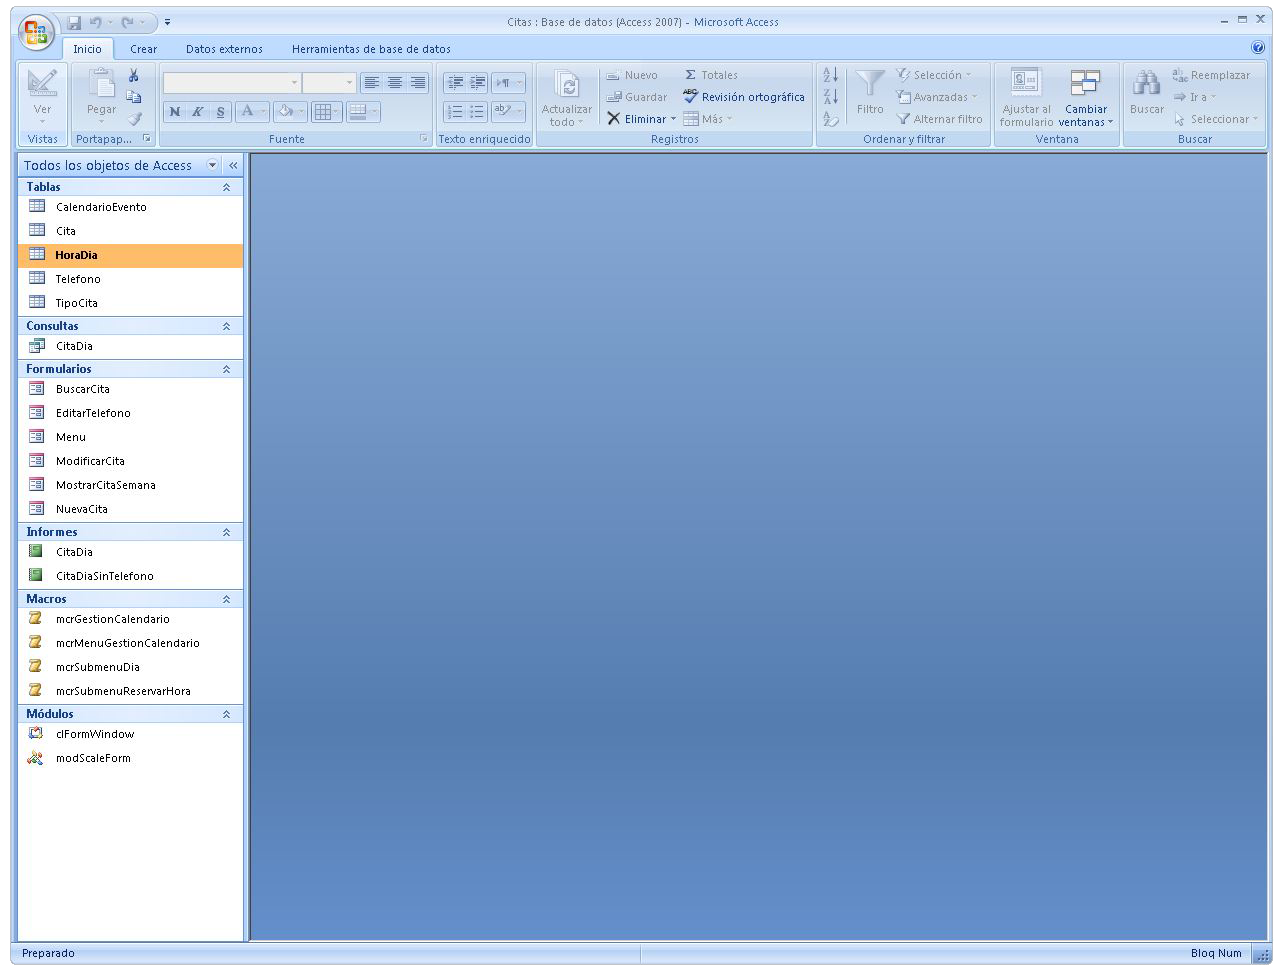 Citas : Base de datos (Access 2007) - Microsoft Access
Inicio Crear Datos externos Herramientas de base de datos
Ver
Vistas
Pegar
Portapap...
N K S A
Fuente
ab
Texto enriquecido
Actualizar todo
Nuevo
Guardar
Eliminar
Σ Totales
ABC Revisión ortográfica
Más
Registros
Filtro
Selección
Avanzadas
Alternar filtro
Ordenar y filtrar
Ajustar al formulario
Cambiar ventanas
Ventana
Buscar
Reemplazar
Ir a
Seleccionar
Buscar
Todos los objetos de Access
Tablas
CalendarioEvento
Cita
HoraDia
Telefono
TipoCita
Consultas
CitaDia
Formularios
BuscarCita
EditarTelefono
Menu
ModificarCita
MostrarCitaSemana
NuevaCita
Informes
CitaDia
CitaDiaSinTelefono
Macros
mcrGestionCalendario
mcrMenuGestionCalendario
mcrSubmenuDia
mcrSubmenuReservarHora
Módulos
clFormWindow
modScaleForm
Preparado
Bloq Num